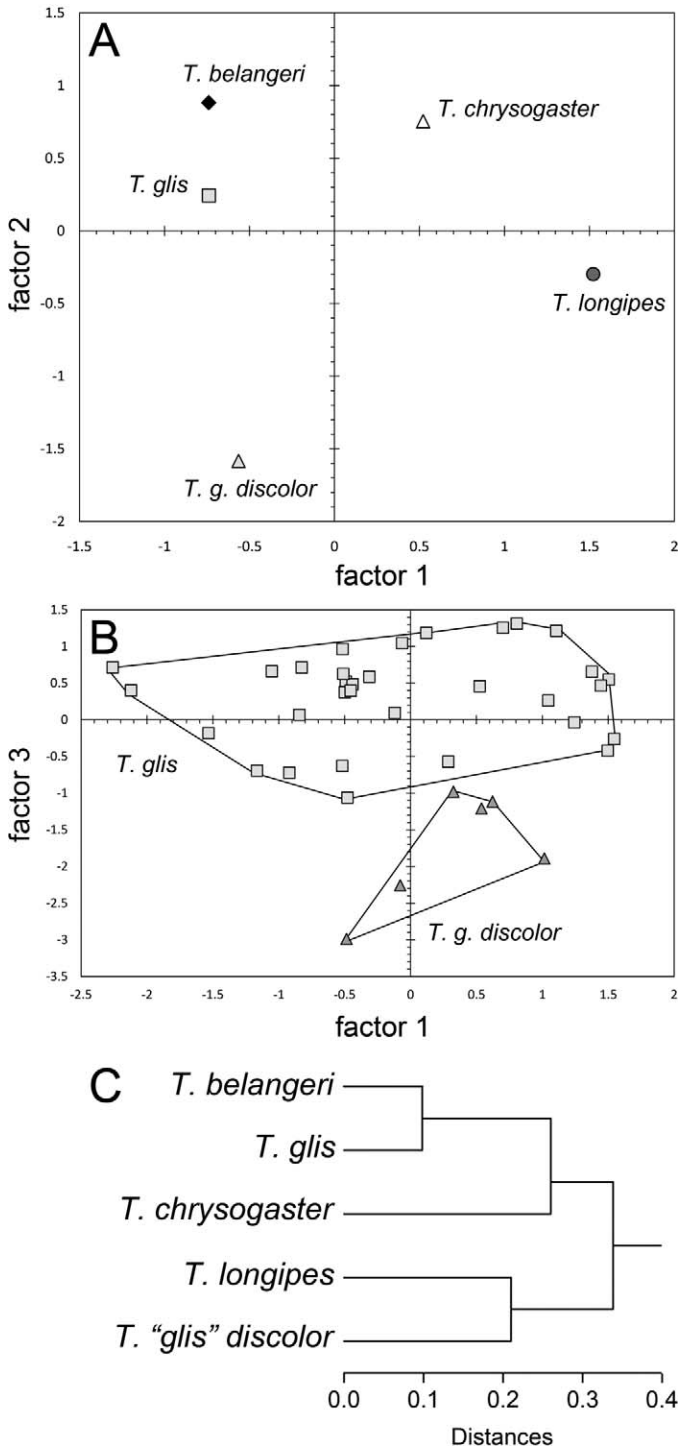 A
1.5
1
0.5
0
-0.5
-1
-1.5
-2
factor 2
T. belangeri
T. chrysogaster
T. glis
T. longipes
T. g. discolor
-1.5 -1 -0.5 0 0.5 1 1.5 2
factor 1
B
1.5
1
0.5
0
-0.5
-1
-1.5
-2
-2.5
-3
-3.5
factor 3
T. glis
T. g. discolor
-2.5 -2 -1.5 -1 -0.5 0 0.5 1 1.5 2
factor 1
C
T. belangeri
T. glis
T. chrysogaster
T. longipes
T. “glis” discolor
0.0 0.1 0.2 0.3 0.4
Distances